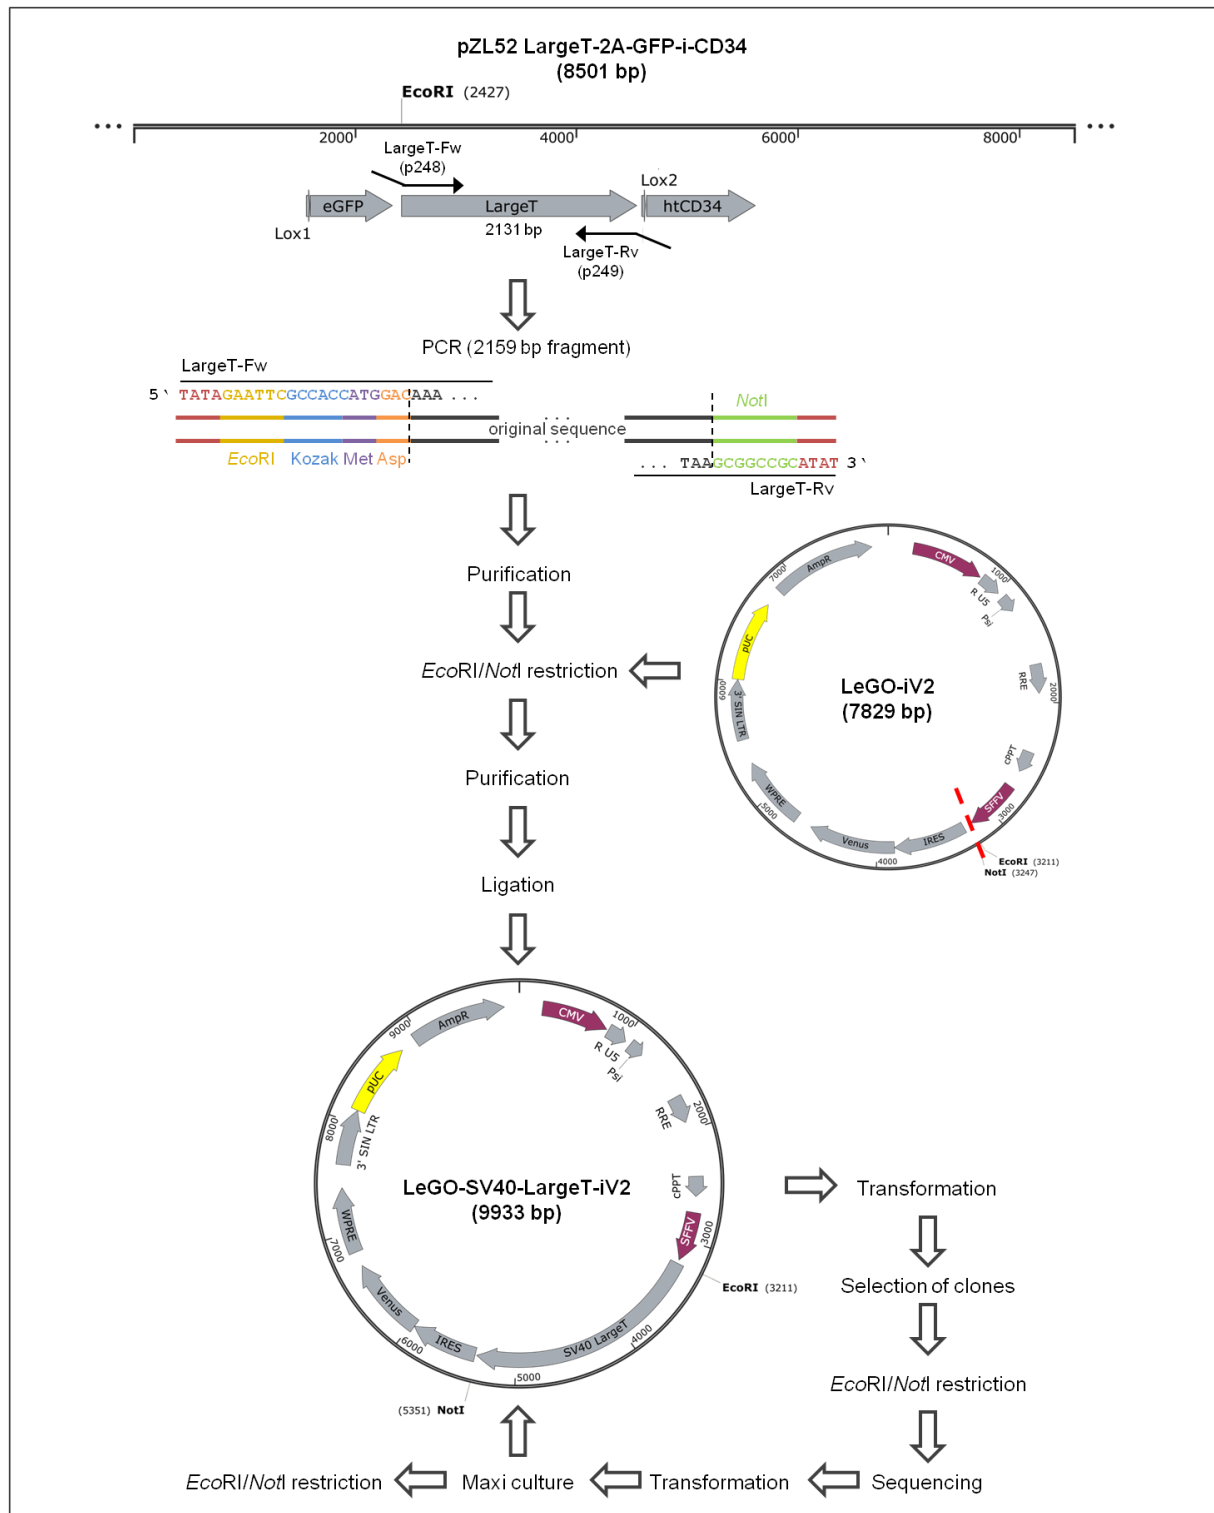 pZL52 LargeT-2A-GFP-i-CD34
(8501 bp)
EcoRI (2427)
... ...
2000 4000 6000 8000
LargeT-Fw
(p248)
Lox2
eGFP LargeT htCD34
Lox1
2131 bp
LargeT-Rv
(p249)
PCR (2159 bp fragment)
LargeT-Fw
5` TATAGAATTCGCCACCATGGACAAA ...
NotI
... original sequence
EcoRI Kozak Met Asp
... TAAGCGGCCGCATAT 3`
LargeT-Rv
Purification
EcoRI/NotI restriction
Purification
Ligation
LeGO-iV2
(7829 bp)
CMV
1000
R U5
Psi
RRE
2000
cPPT
SFFV
3000
EcoRI (3211)
NotI (3247)
IRES
4000
Venus
WPRE
5000
3' SIN LTR
6000
pUC
7000
AmpR
LeGO-SV40-LargeT-iV2
(9933 bp)
CMV
1000
R U5
Psi
RRE
2000
cPPT
SFFV
3000
EcoRI (3211)
SV40 LargeT
4000
5000
(5351) NotI
IRES
6000
Venus
7000
WPRE
3' SIN LTR
8000
pUC
9000
AmpR
Transformation
Selection of clones
EcoRI/NotI restriction
Sequencing
Transformation
Maxi culture
EcoRI/NotI restriction